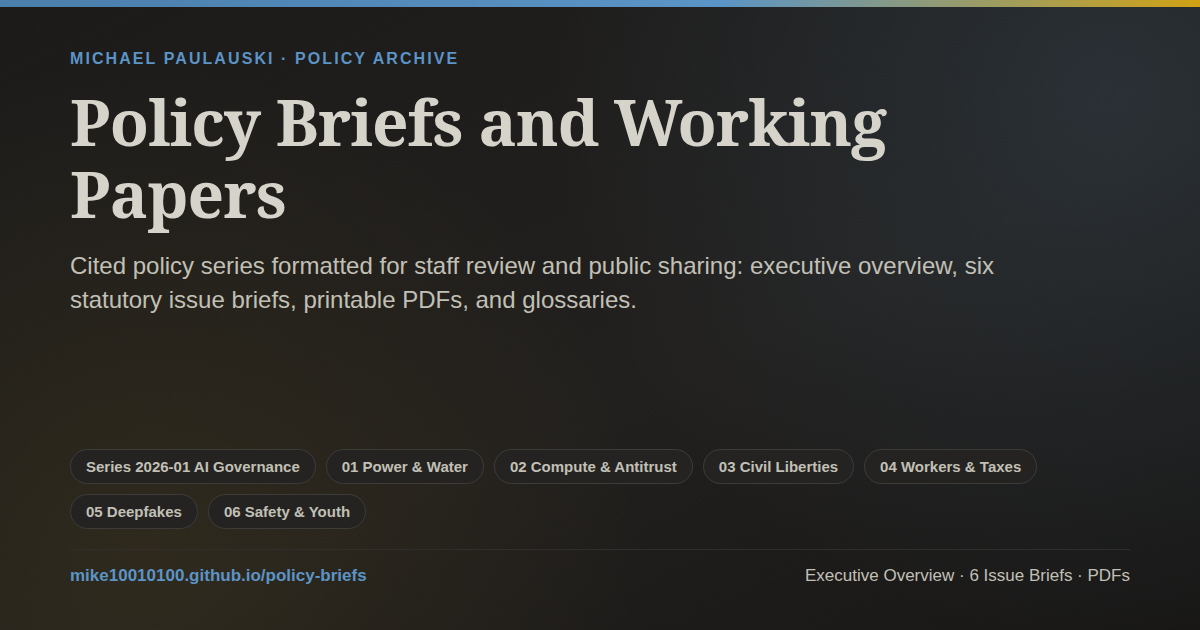 MICHAEL PAULAUSKI · POLICY ARCHIVE
Policy Briefs and Working
Papers
Cited policy series formatted for staff review and public sharing: executive overview, six
statutory issue briefs, printable PDFs, and glossaries.
Series 2026-01 AI Governance 01 Power & Water 02 Compute & Antitrust 03 Civil Liberties 04 Workers & Taxes
05 Deepfakes 06 Safety & Youth
mike10010100.github.io/policy-briefs Executive Overview · 6 Issue Briefs · PDFs